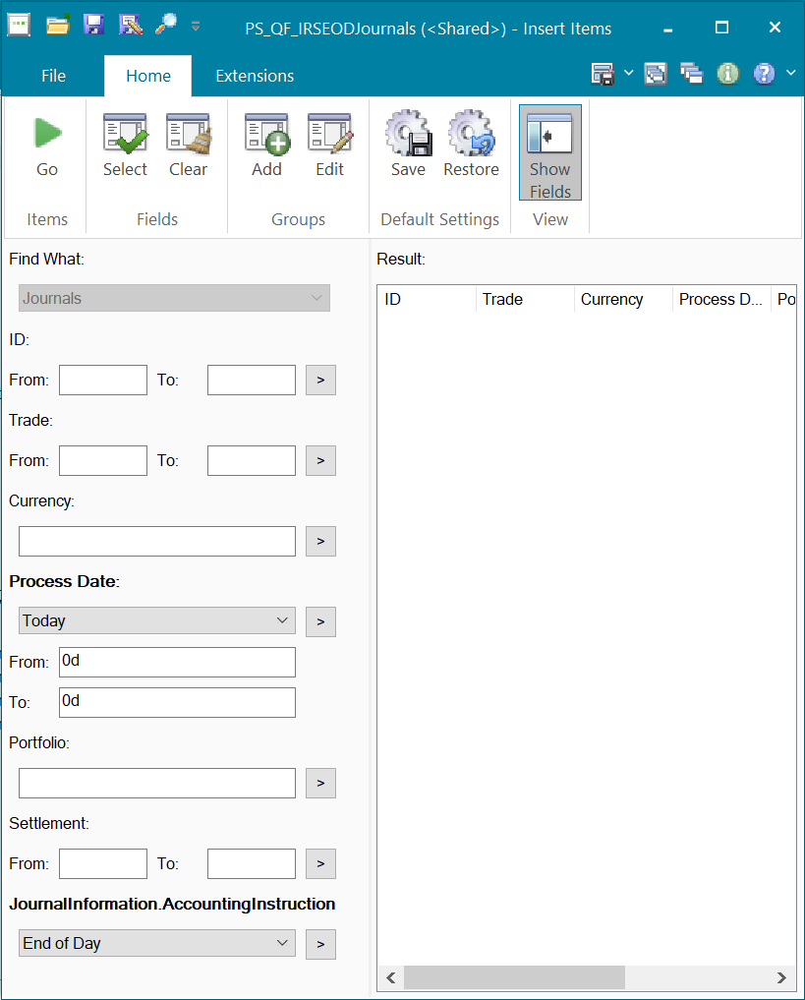 PS_QF_IRSEODJournals (<Shared>) - Insert Items
File Home Extensions
Go Select Clear Add Edit Save Restore Show Fields
Items Fields Groups Default Settings View
Find What:
Journals
ID:
From: To: >
Trade:
From: To: >
Currency:
>
Process Date:
Today >
From: 0d
To: 0d
Portfolio:
>
Settlement:
From: To: >
JournalInformation.AccountingInstruction
End of Day >
Result:
ID Trade Currency Process D... Po